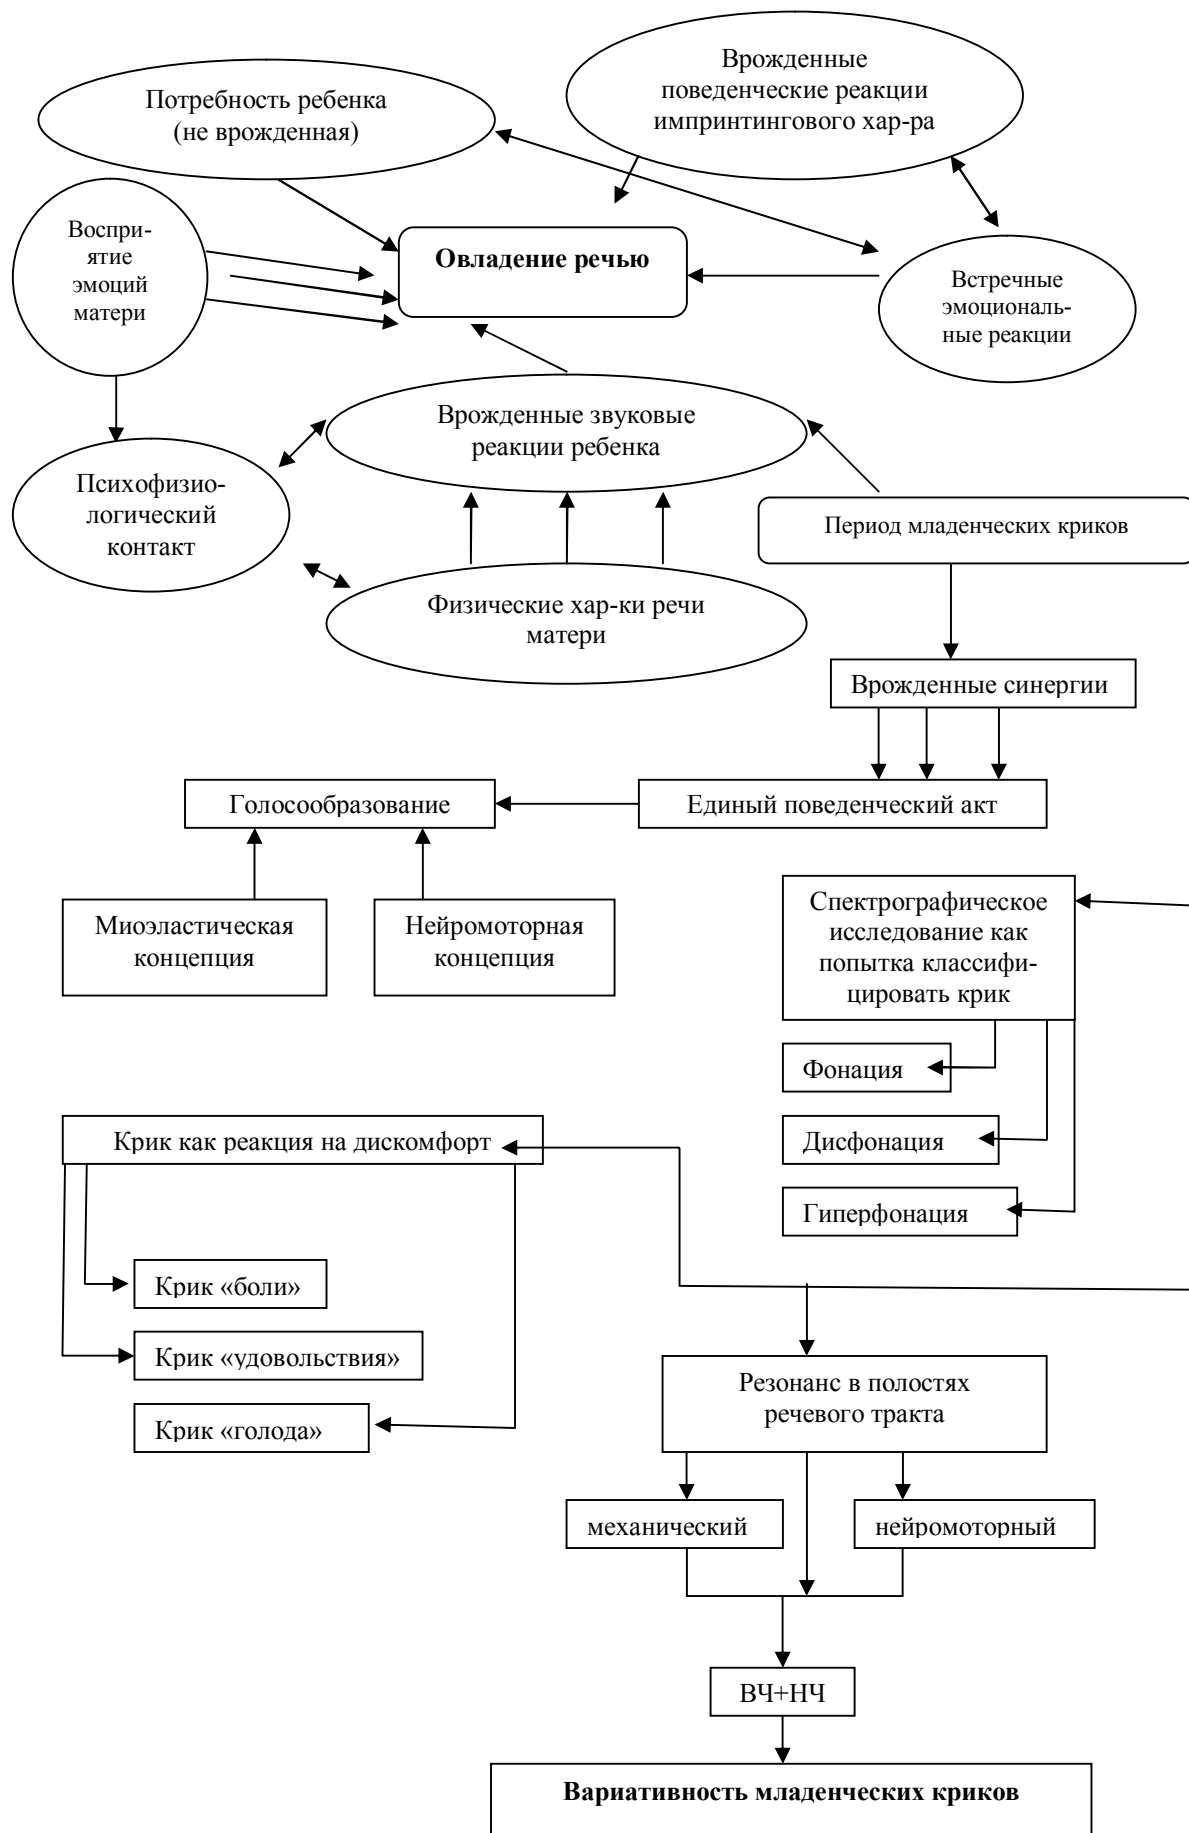 Врожденные
поведенческие реакции
импринтингового хар-ра
Потребность ребенка
(не врожденная)
Воспри-
ятие
эмоций
матери
Овладение речью
Встречные
эмоциональ-
ные реакции
Врожденные звуковые
реакции ребенка
Психофизио-
логический
контакт
Период младенческих криков
Физические хар-ки речи
матери
Врожденные синергии
Голосообразование
Единый поведенческий акт
Миоэластическая
концепция
Нейромоторная
концепция
Спектрографическое
исследование как
попытка классифи-
цировать крик
Фонация
Дисфонация
Гиперфонация
Крик как реакция на дискомфорт
Крик «боли»
Крик «удовольствия»
Крик «голода»
Резонанс в полостях
речевого тракта
механический
нейромоторный
ВЧ+НЧ
Вариативность младенческих криков